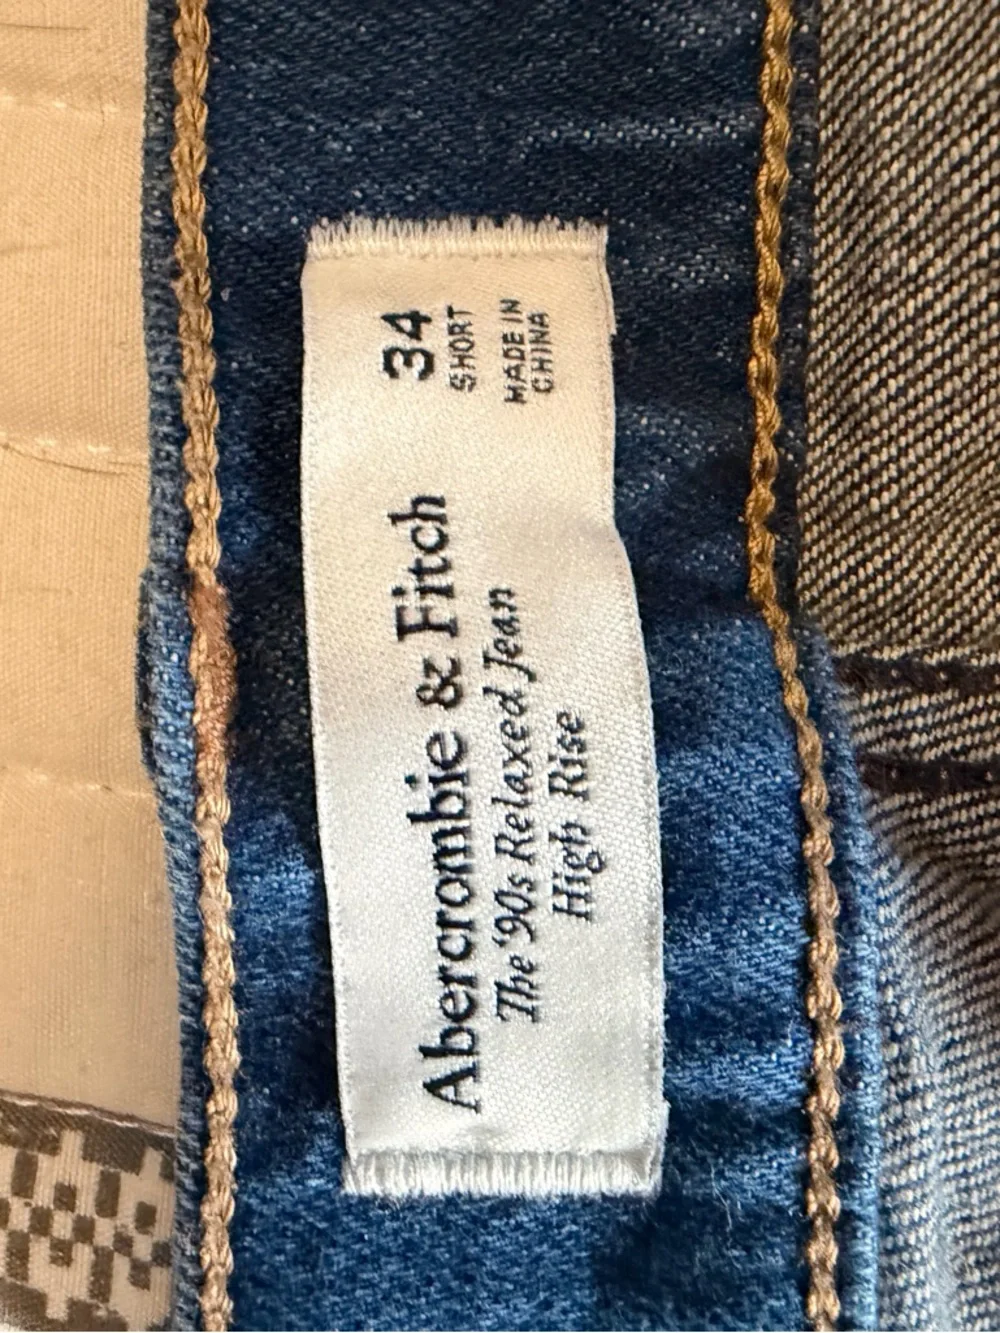 Abercrombie & Fitch
The '90s Relaxed Jean
High Rise
34
SHORT
MADE IN
CHINA